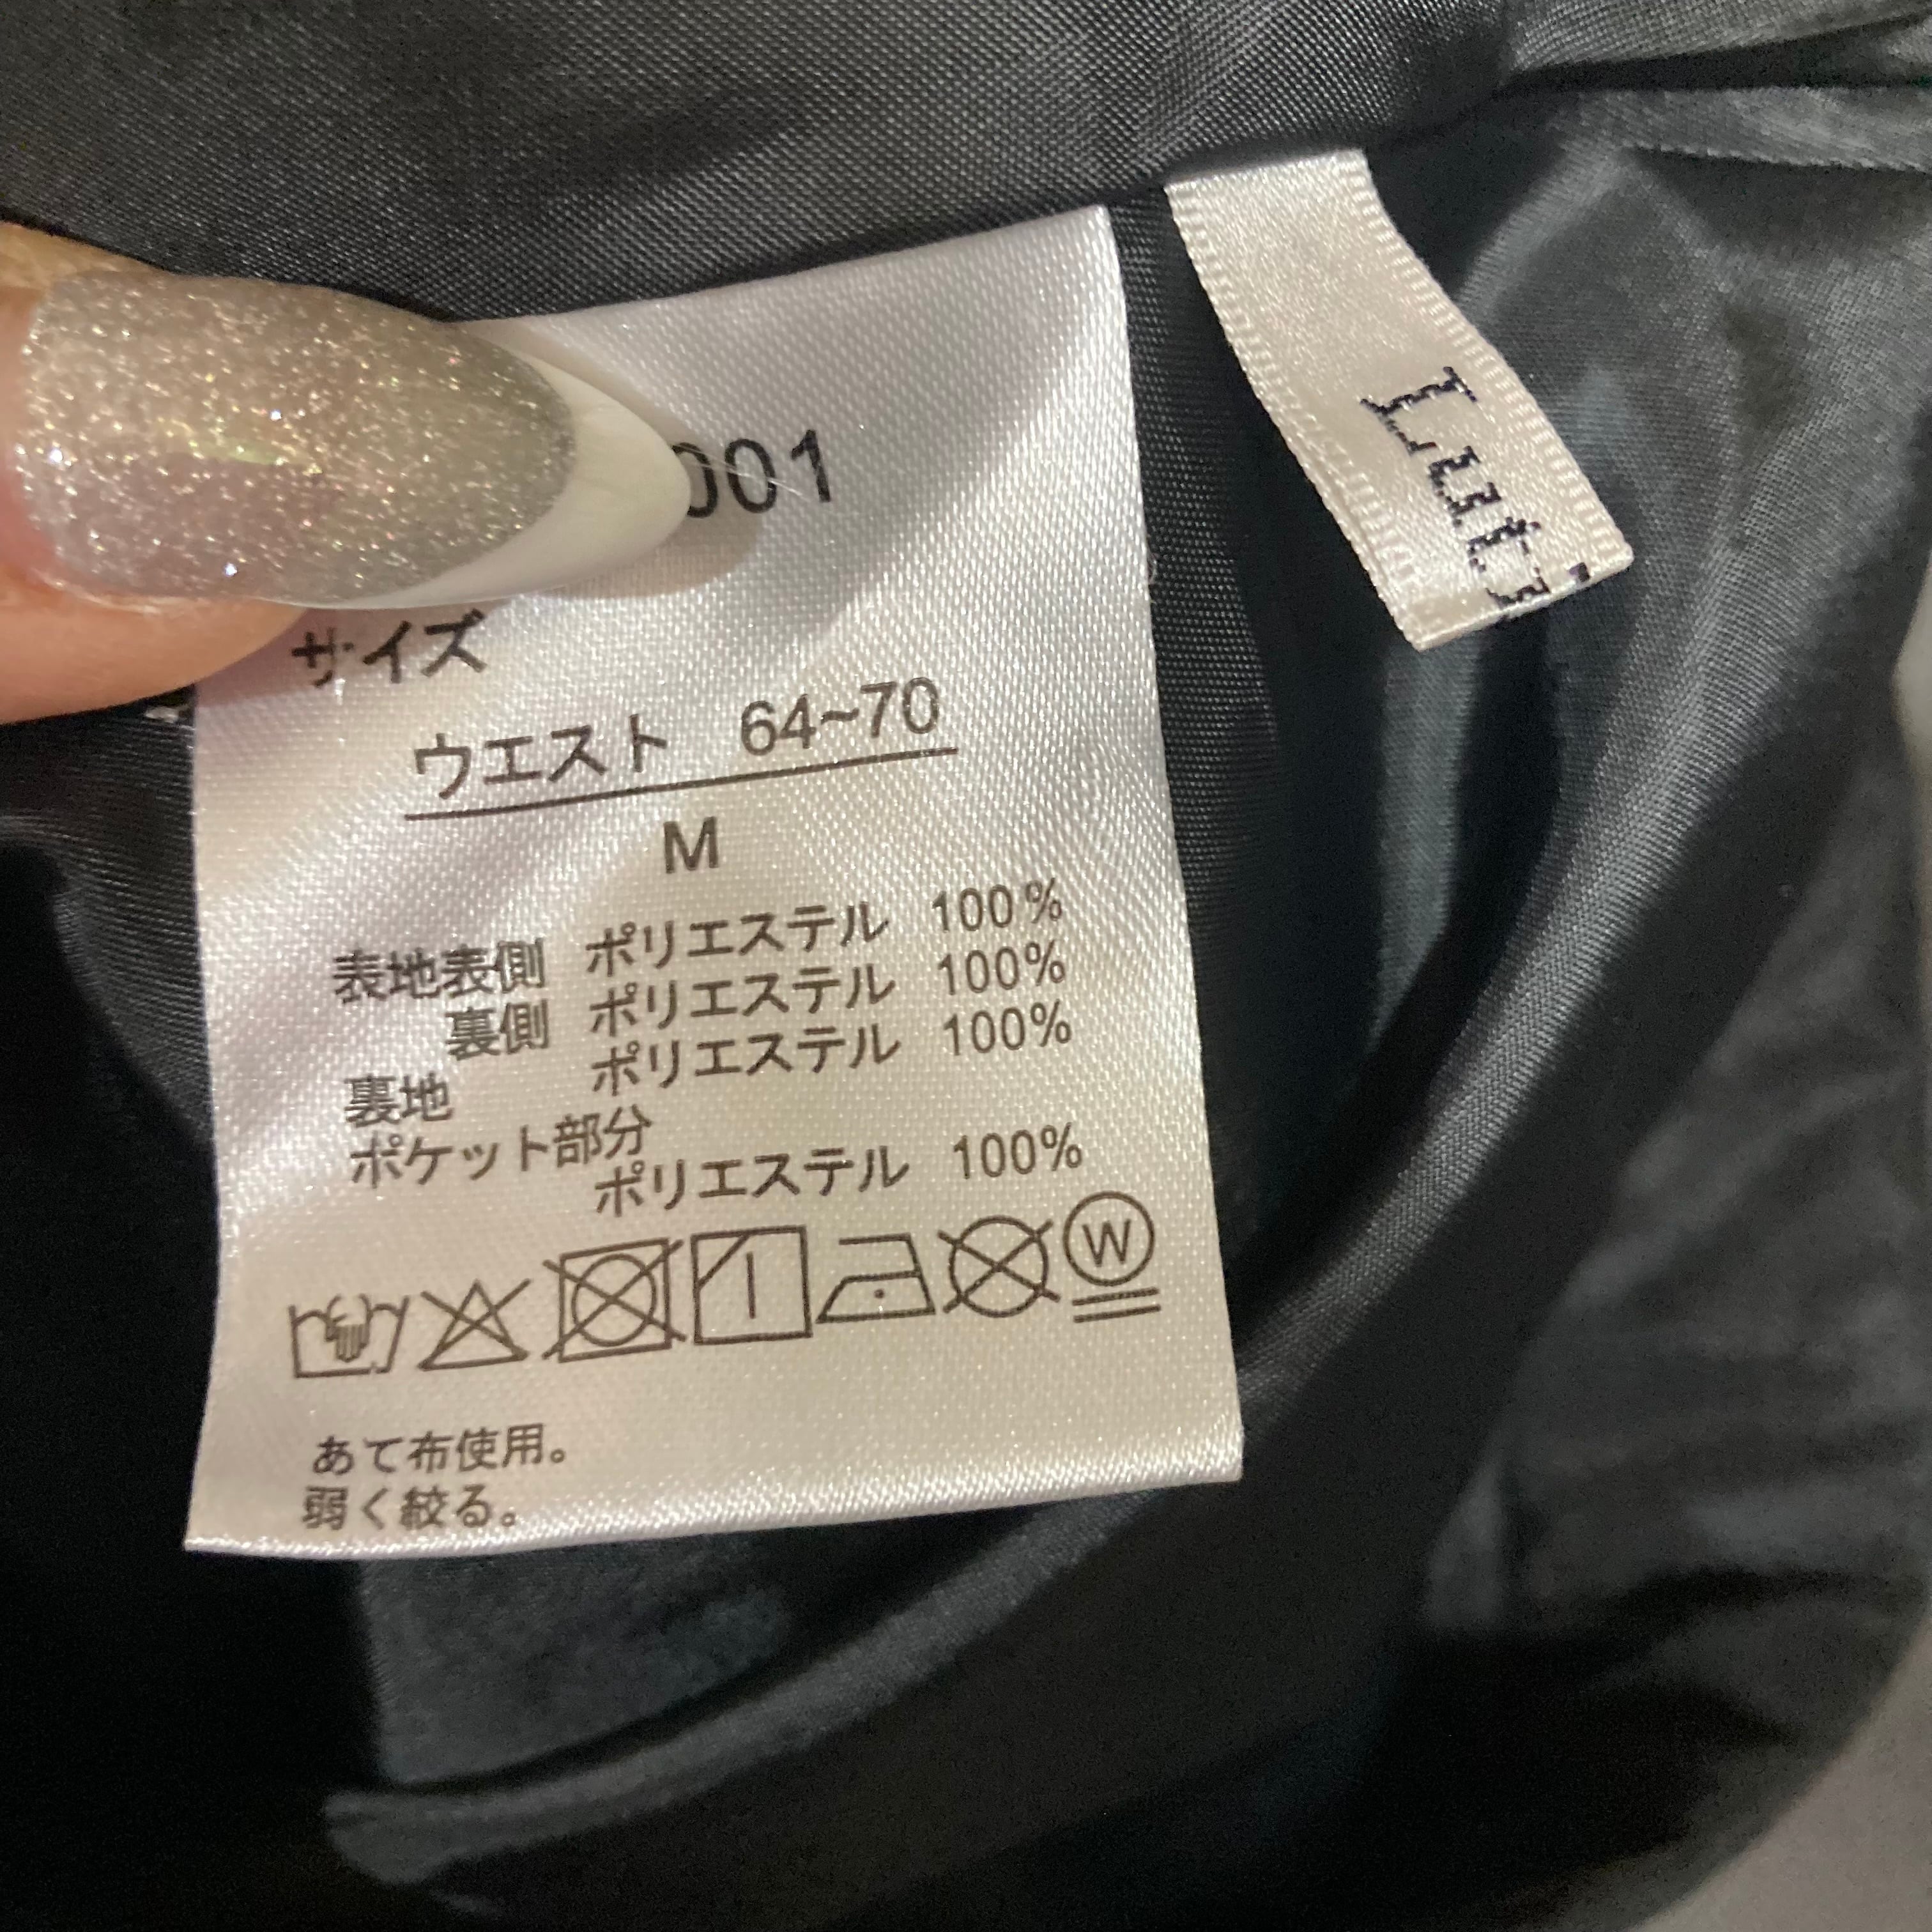 001
サイズ
ウエスト 64~70
M
表地表側 ポリエステル 100%
裏側 ポリエステル 100%
裏地 ポリエステル 100%
ポケット部分
ポリエステル 100%
W
あて布使用。
弱く絞る。
Luti